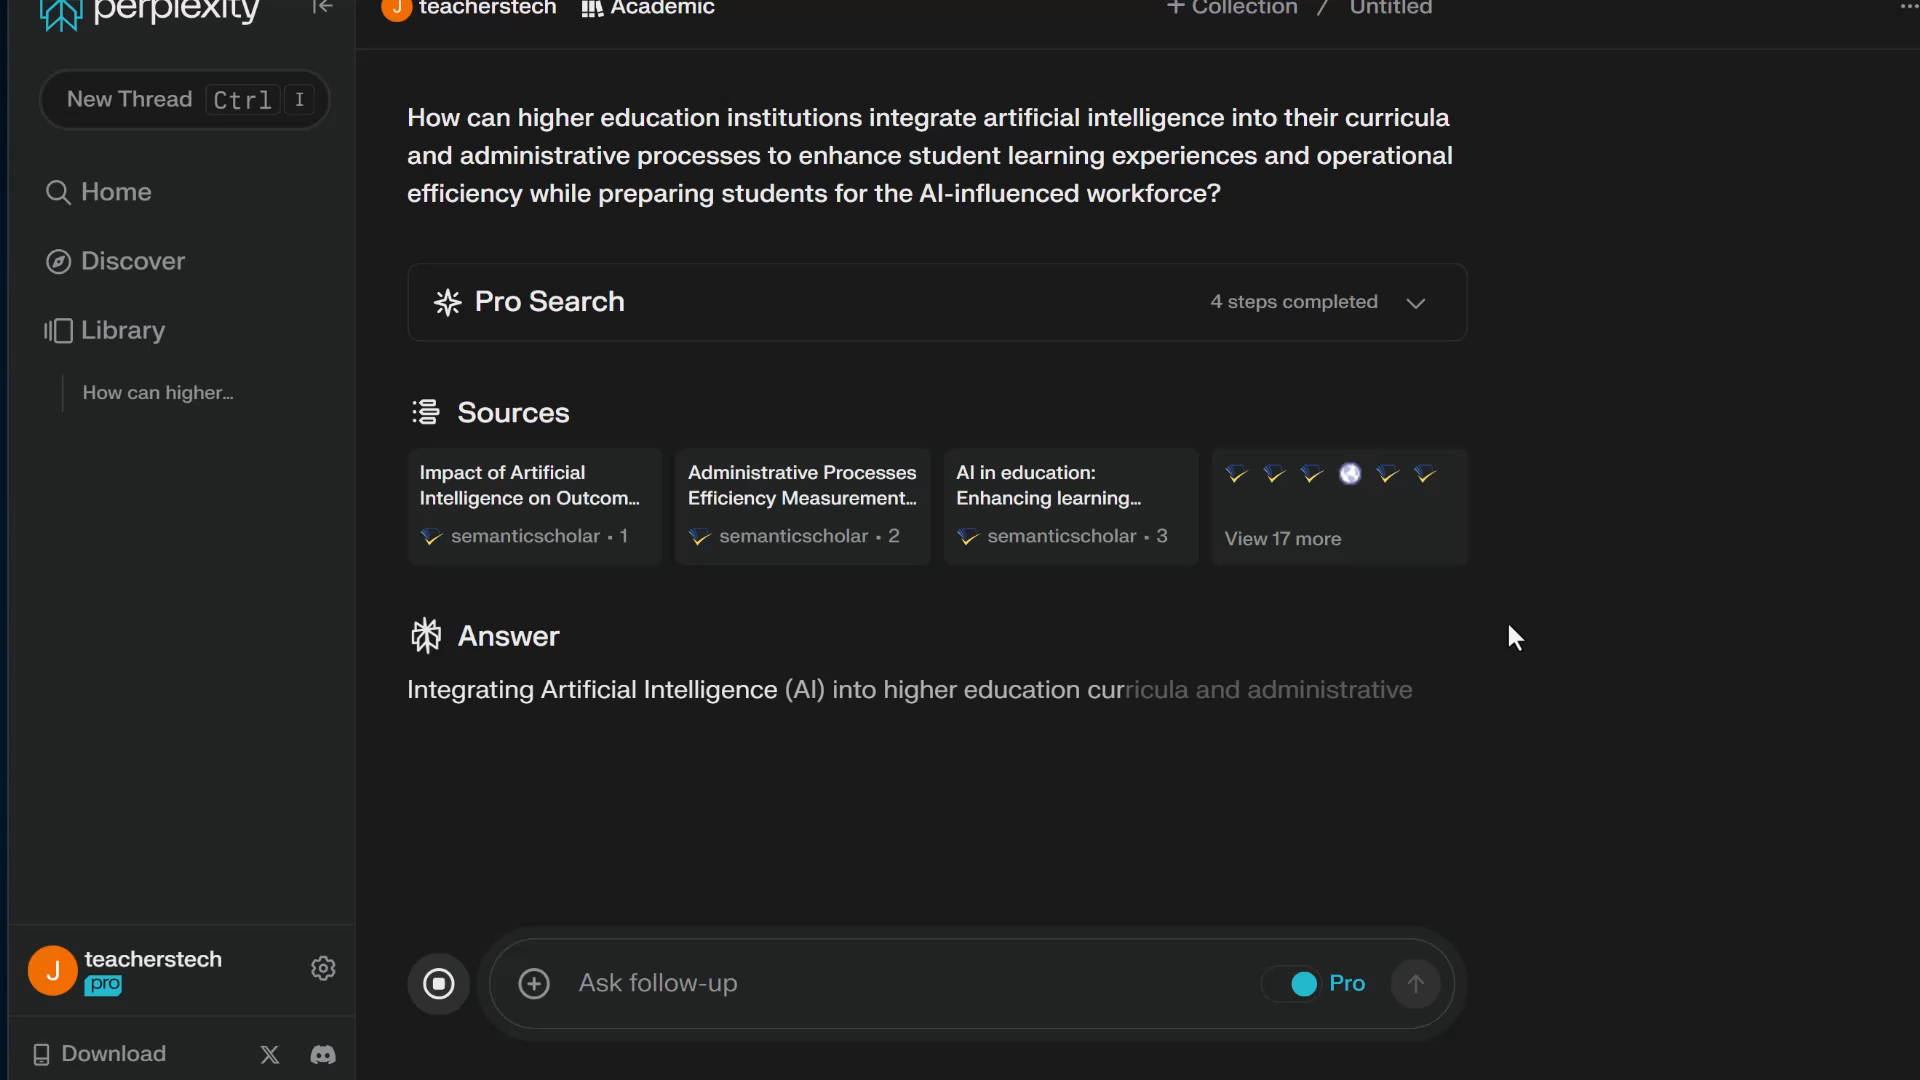 perplexity
teacherstech
Academic
+ Collection / Untitled
New Thread Ctrl I
Home
Discover
Library
How can higher...
How can higher education institutions integrate artificial intelligence into their curricula
and administrative processes to enhance student learning experiences and operational
efficiency while preparing students for the AI-influenced workforce?
Pro Search
4 steps completed
Sources
Impact of Artificial
Intelligence on Outcom...
semanticscholar • 1
Administrative Processes
Efficiency Measurement...
semanticscholar • 2
AI in education:
Enhancing learning...
semanticscholar • 3
View 17 more
Answer
Integrating Artificial Intelligence (AI) into higher education curricula and administrative
J
teacherstech
pro
Ask follow-up
Pro
Download